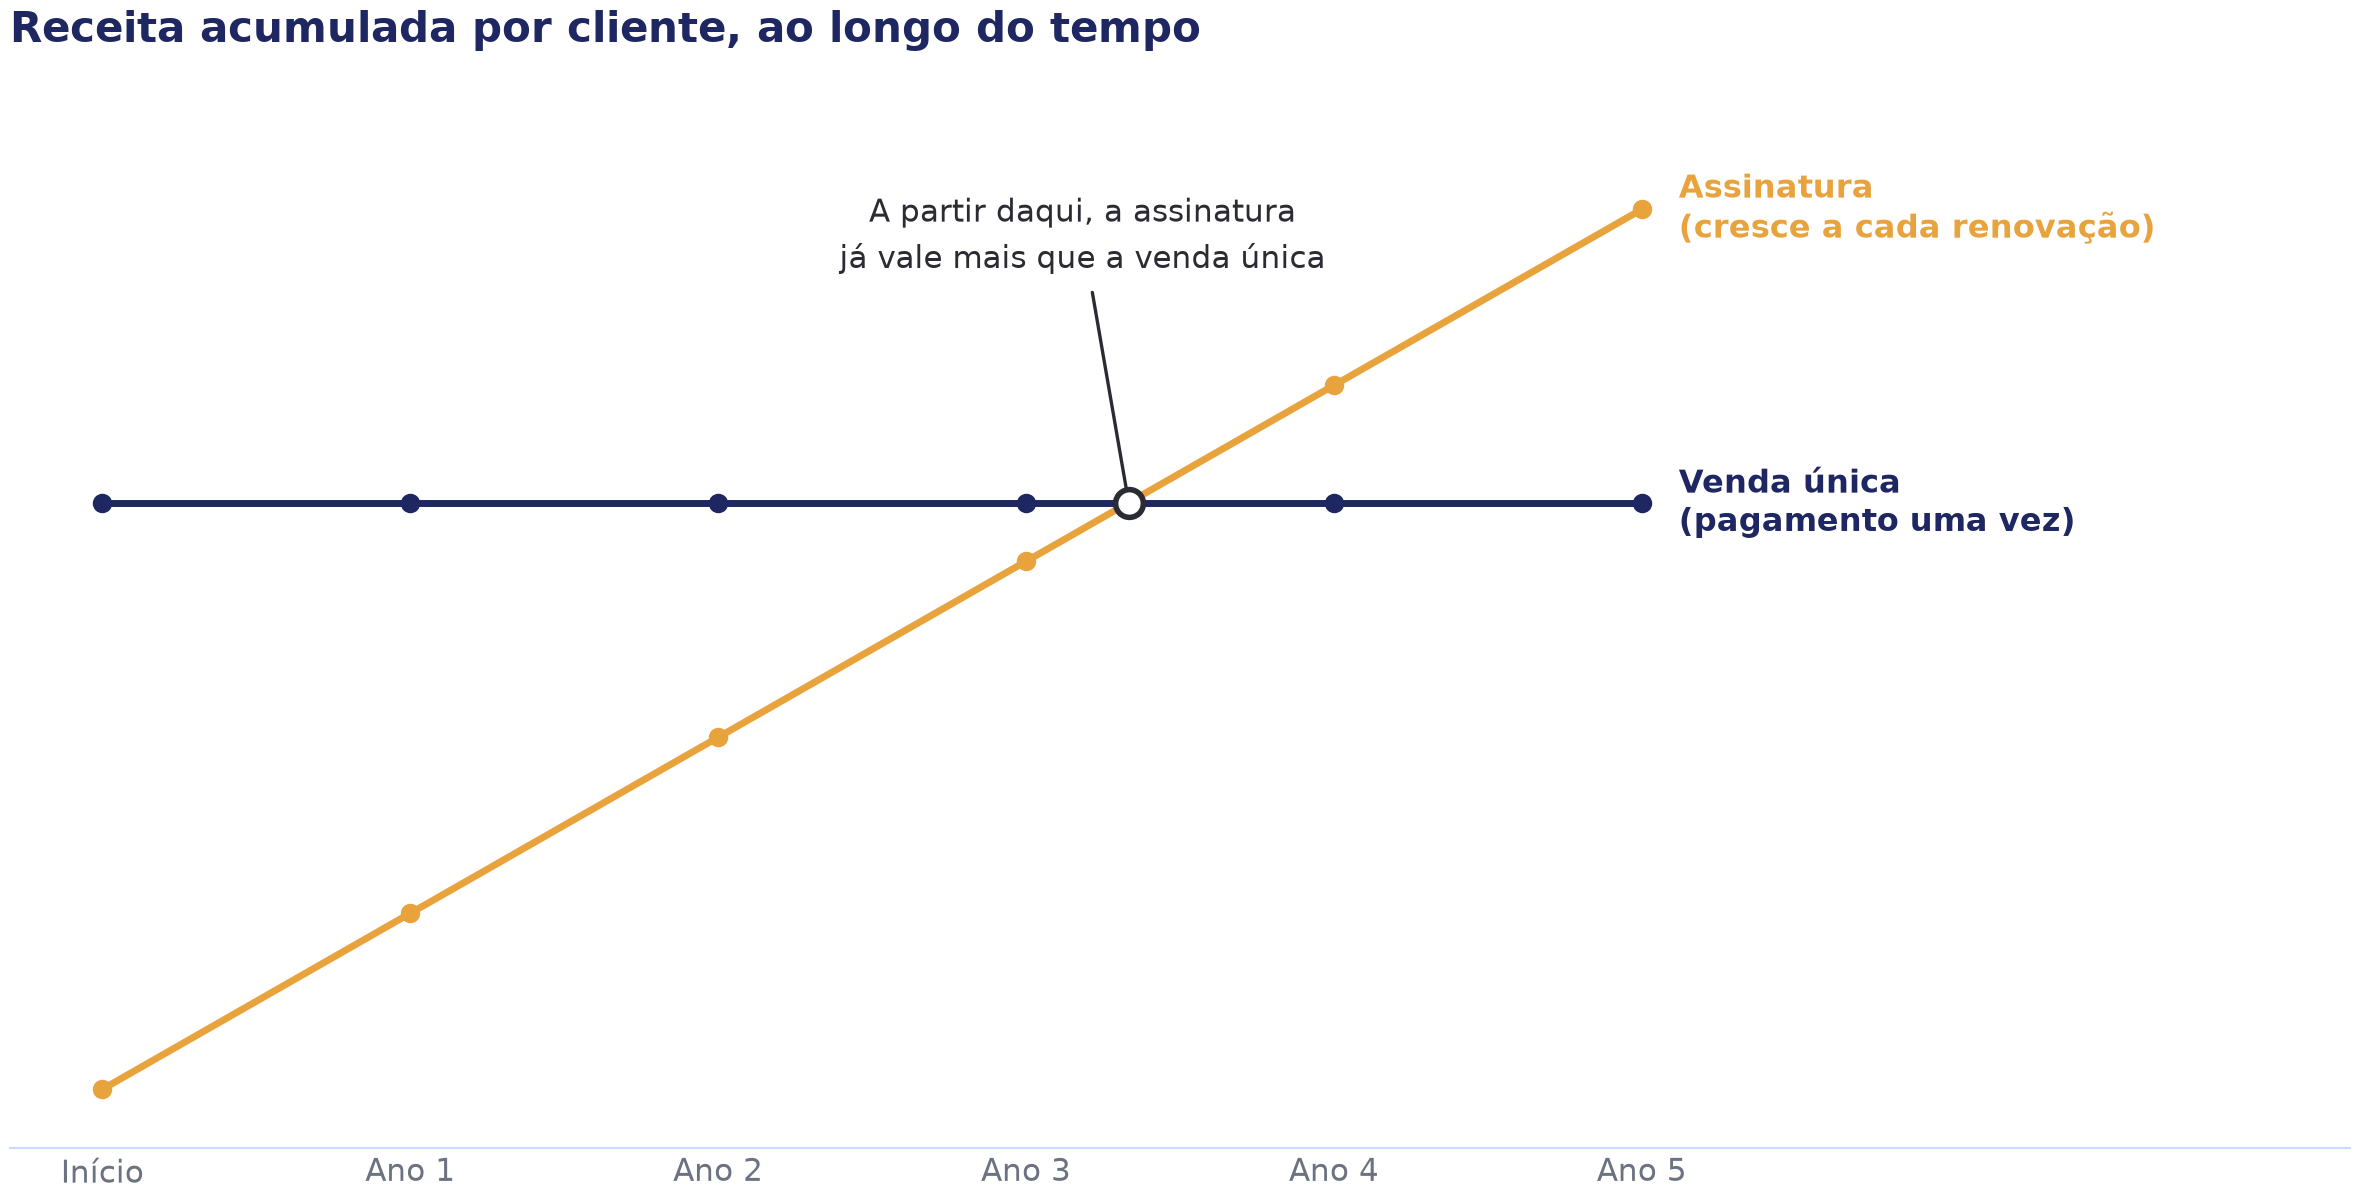 Receita acumulada por cliente, ao longo do tempo
A partir daqui, a assinatura
já vale mais que a venda única
Assinatura
(cresce a cada renovação)
Venda única
(pagamento uma vez)
Início
Ano 1
Ano 2
Ano 3
Ano 4
Ano 5